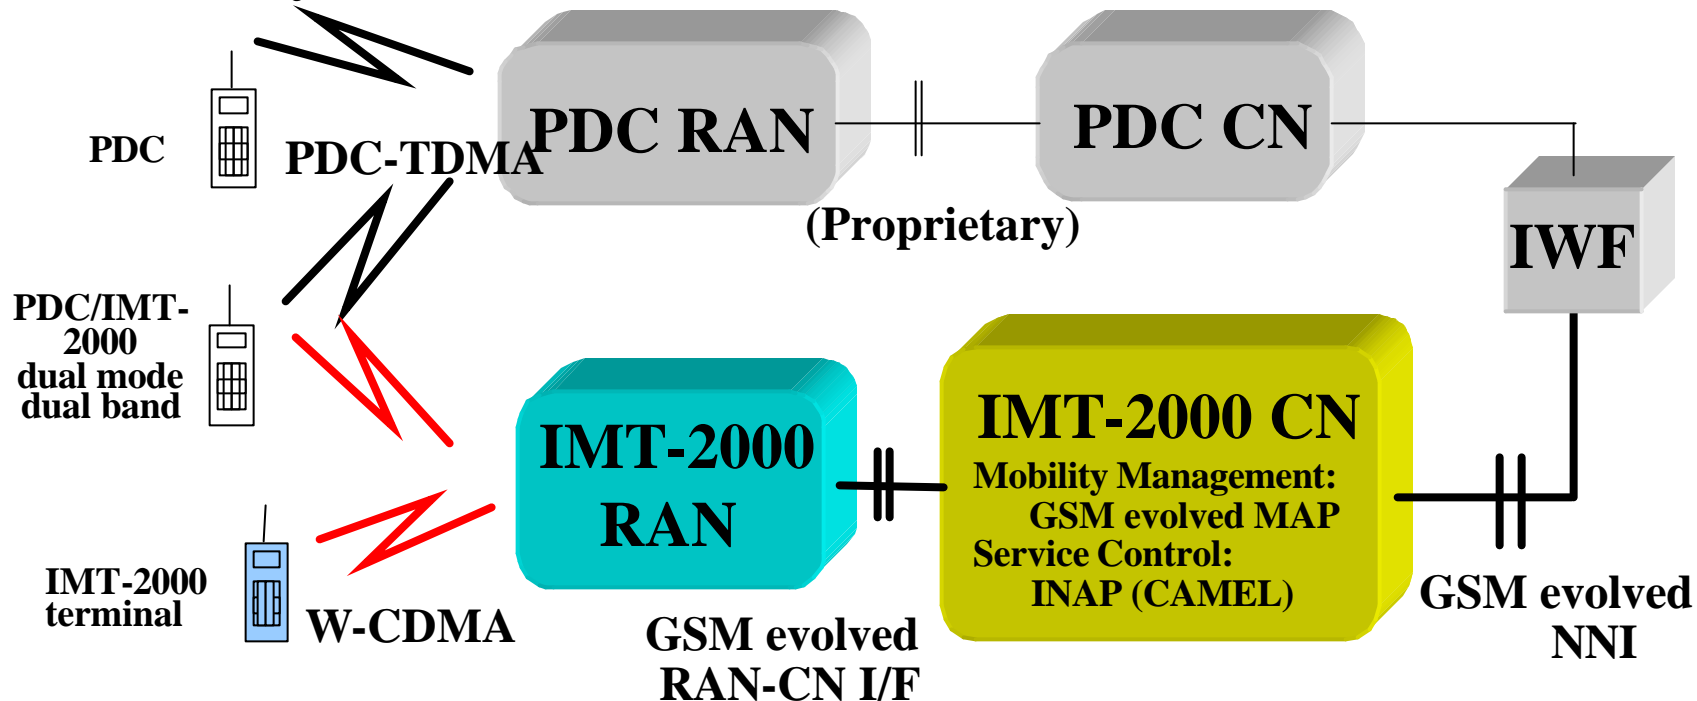 PDC
PDC-TDMA
PDC RAN
PDC CN
(Proprietary)
IWF
PDC/IMT-
2000
dual mode
dual band
IMT-2000
RAN
IMT-2000 CN
Mobility Management:
GSM evolved MAP
Service Control:
INAP (CAMEL)
IMT-2000
terminal
W-CDMA
GSM evolved
RAN-CN I/F
GSM evolved
NNI